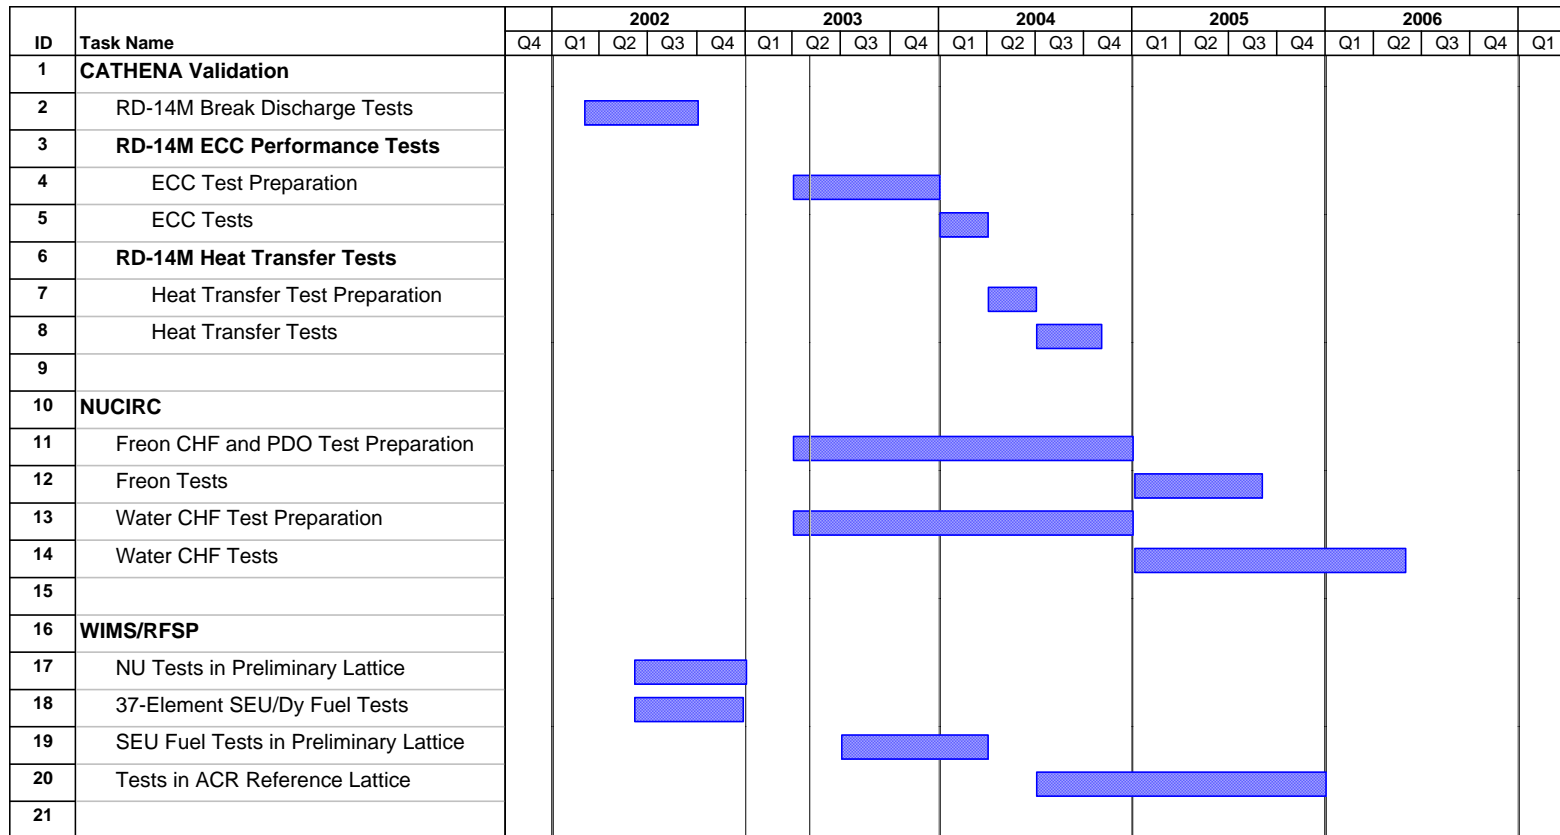 2002 2003 2004 2005 2006
ID Task Name Q4 Q1 Q2 Q3 Q4 Q1 Q2 Q3 Q4 Q1 Q2 Q3 Q4 Q1 Q2 Q3 Q4 Q1 Q2 Q3 Q4 Q1
1 CATHENA Validation
2 RD-14M Break Discharge Tests
3 RD-14M ECC Performance Tests
4 ECC Test Preparation
5 ECC Tests
6 RD-14M Heat Transfer Tests
7 Heat Transfer Test Preparation
8 Heat Transfer Tests
9
10 NUCIRC
11 Freon CHF and PDO Test Preparation
12 Freon Tests
13 Water CHF Test Preparation
14 Water CHF Tests
15
16 WIMS/RFSP
17 NU Tests in Preliminary Lattice
18 37-Element SEU/Dy Fuel Tests
19 SEU Fuel Tests in Preliminary Lattice
20 Tests in ACR Reference Lattice
21